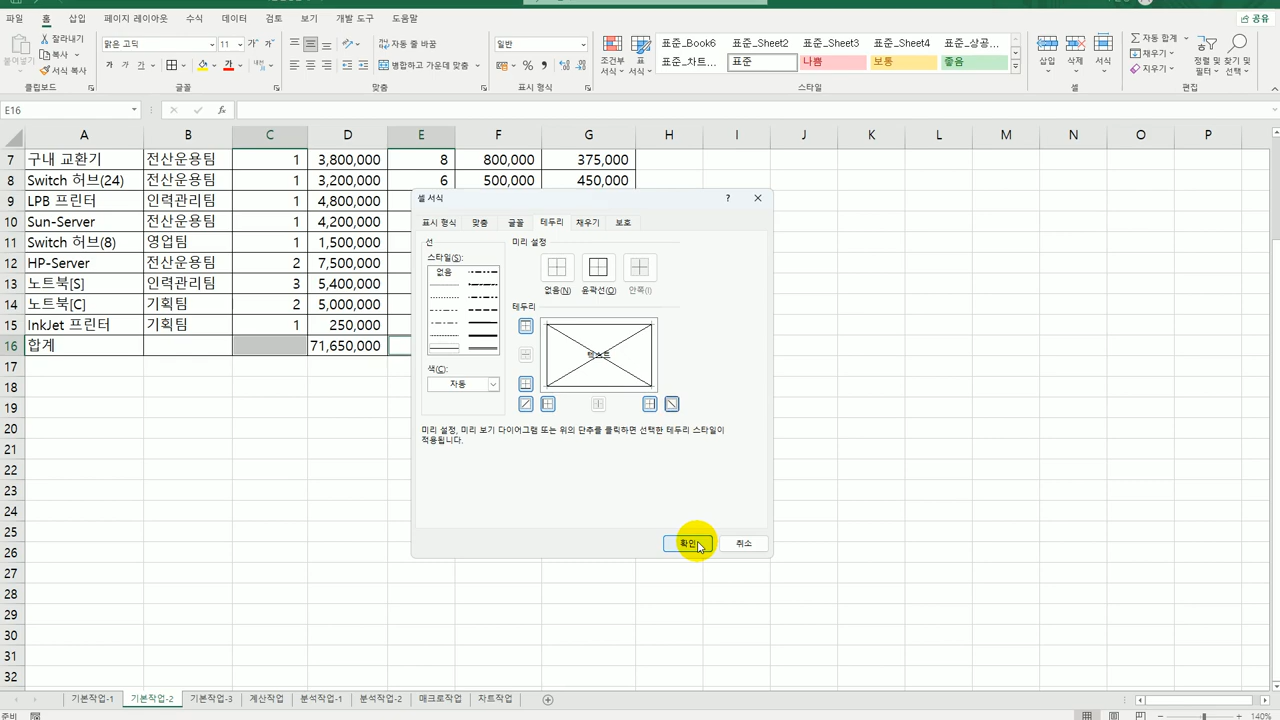 파일 홈 삽입 페이지 레이아웃 수식 데이터 검토 보기 개발 도구 도움말 공유
붙여넣기 잘라내기 맑은 고딕 11 가 가 자동 줄 바꿈 일반 조건부 서식 표 서식 표준_Book6 표준_Sheet2 표준_Sheet3 표준_Sheet4 표준_상공... 삽입 삭제 서식 자동 합계 정렬 및 필터 찾기 및 선택
복사 가 가 가 병합하고 가운데 맞춤 % 표준_차트... 표준 나쁨 보통 좋음 채우기
서식 복사 지우기
클립보드 글꼴 맞춤 표시 형식 스타일 셀 편집
E16 fx
A B C D E F G H I J K L M N O P
7 구내 교환기 전산운용팀 1 3,800,000 8 800,000 375,000
8 Switch 허브(24) 전산운용팀 1 3,200,000 6 500,000 450,000
9 LPB 프린터 인력관리팀 1 4,800,000
10 Sun-Server 전산운용팀 1 4,200,000
11 Switch 허브(8) 영업팀 1 1,500,000
12 HP-Server 전산운용팀 2 7,500,000
13 노트북[S] 인력관리팀 3 5,400,000
14 노트북[C] 기획팀 2 5,000,000
15 InkJet 프린터 기획팀 1 250,000
16 합계 71,650,000
17
18
19
20
21
22
23
24
25
26
27
28
29
30
31
32
셀 서식 ?
표시 형식 맞춤 글꼴 테두리 채우기 보호
선
스타일(S):
없음
색(C):
자동
미리 설정
없음(N) 윤곽선(O) 안쪽(I)
테두리
텍스트
미리 설정, 미리 보기 다이어그램 또는 위의 단추를 클릭하면 선택한 테두리 스타일이
적용됩니다.
확인 취소
기본작업-1 기본작업-2 기본작업-3 계산작업 분석작업-1 분석작업-2 매크로작업 차트작업
준비 140%